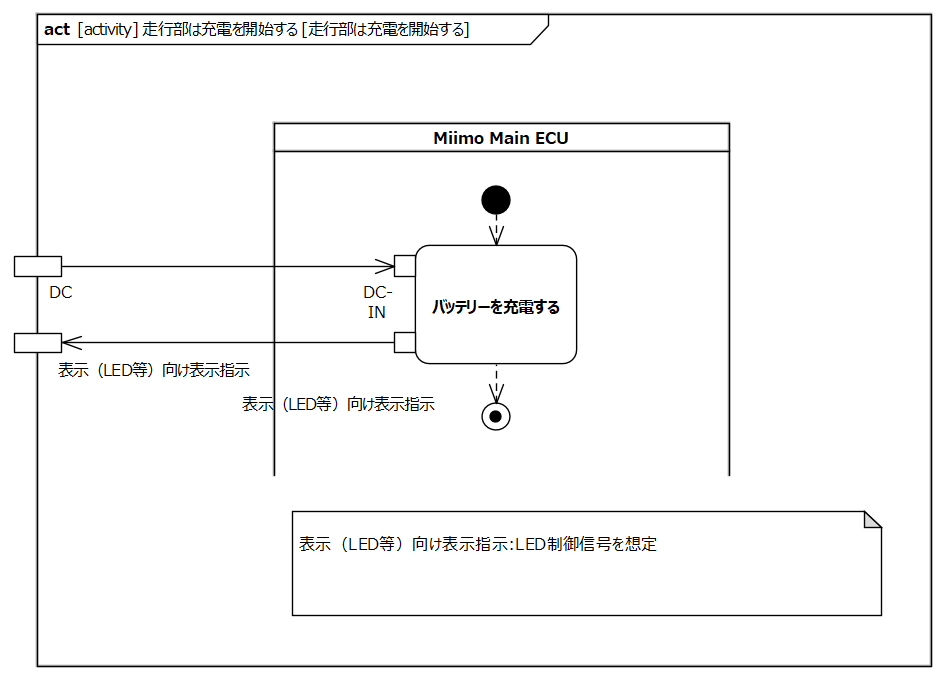 act [activity] 走行部は充電を開始する [走行部は充電を開始する]
Miimo Main ECU
DC
DC-
IN
バッテリーを充電する
表示（LED等）向け表示指示
表示（LED等）向け表示指示
表示（LED等）向け表示指示:LED制御信号を想定